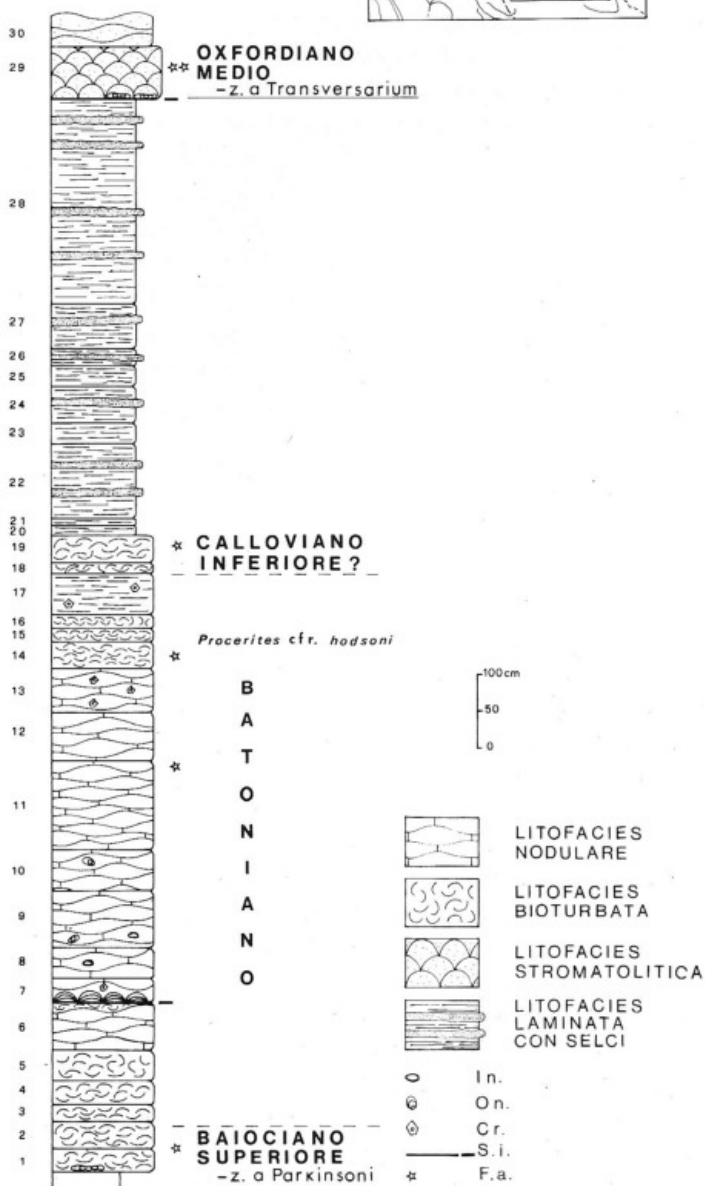 30
29
OXFORDIANO
MEDIO
-z. a Transversarium
28
27
26
25
24
23
22
21
20
19
CALLOVIANO
INFERIORE?
18
17
16
15
Procerites cfr. hodsoni
14
13
12
11
10
9
8
7
6
5
4
3
2
1
B
A
T
O
N
I
A
N
O
BAIOCIANO
SUPERIORE
-z. a Parkinsoni
100cm
50
0
LITOFACIES
NODULARE
LITOFACIES
BIOTURBATA
LITOFACIES
STROMATOLITICA
LITOFACIES
LAMINATA
CON SELCI
In.
On.
Cr.
S.i.
F.a.